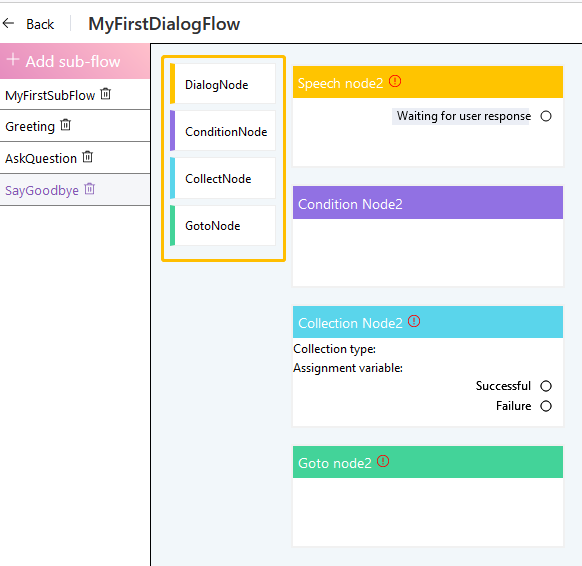 Back
MyFirstDialogFlow
+ Add sub-flow
MyFirstSubFlow
Greeting
AskQuestion
SayGoodbye
DialogNode
ConditionNode
CollectNode
GotoNode
Speech node2
Waiting for user response
Condition Node2
Collection Node2
Collection type:
Assignment variable:
Successful
Failure
Goto node2